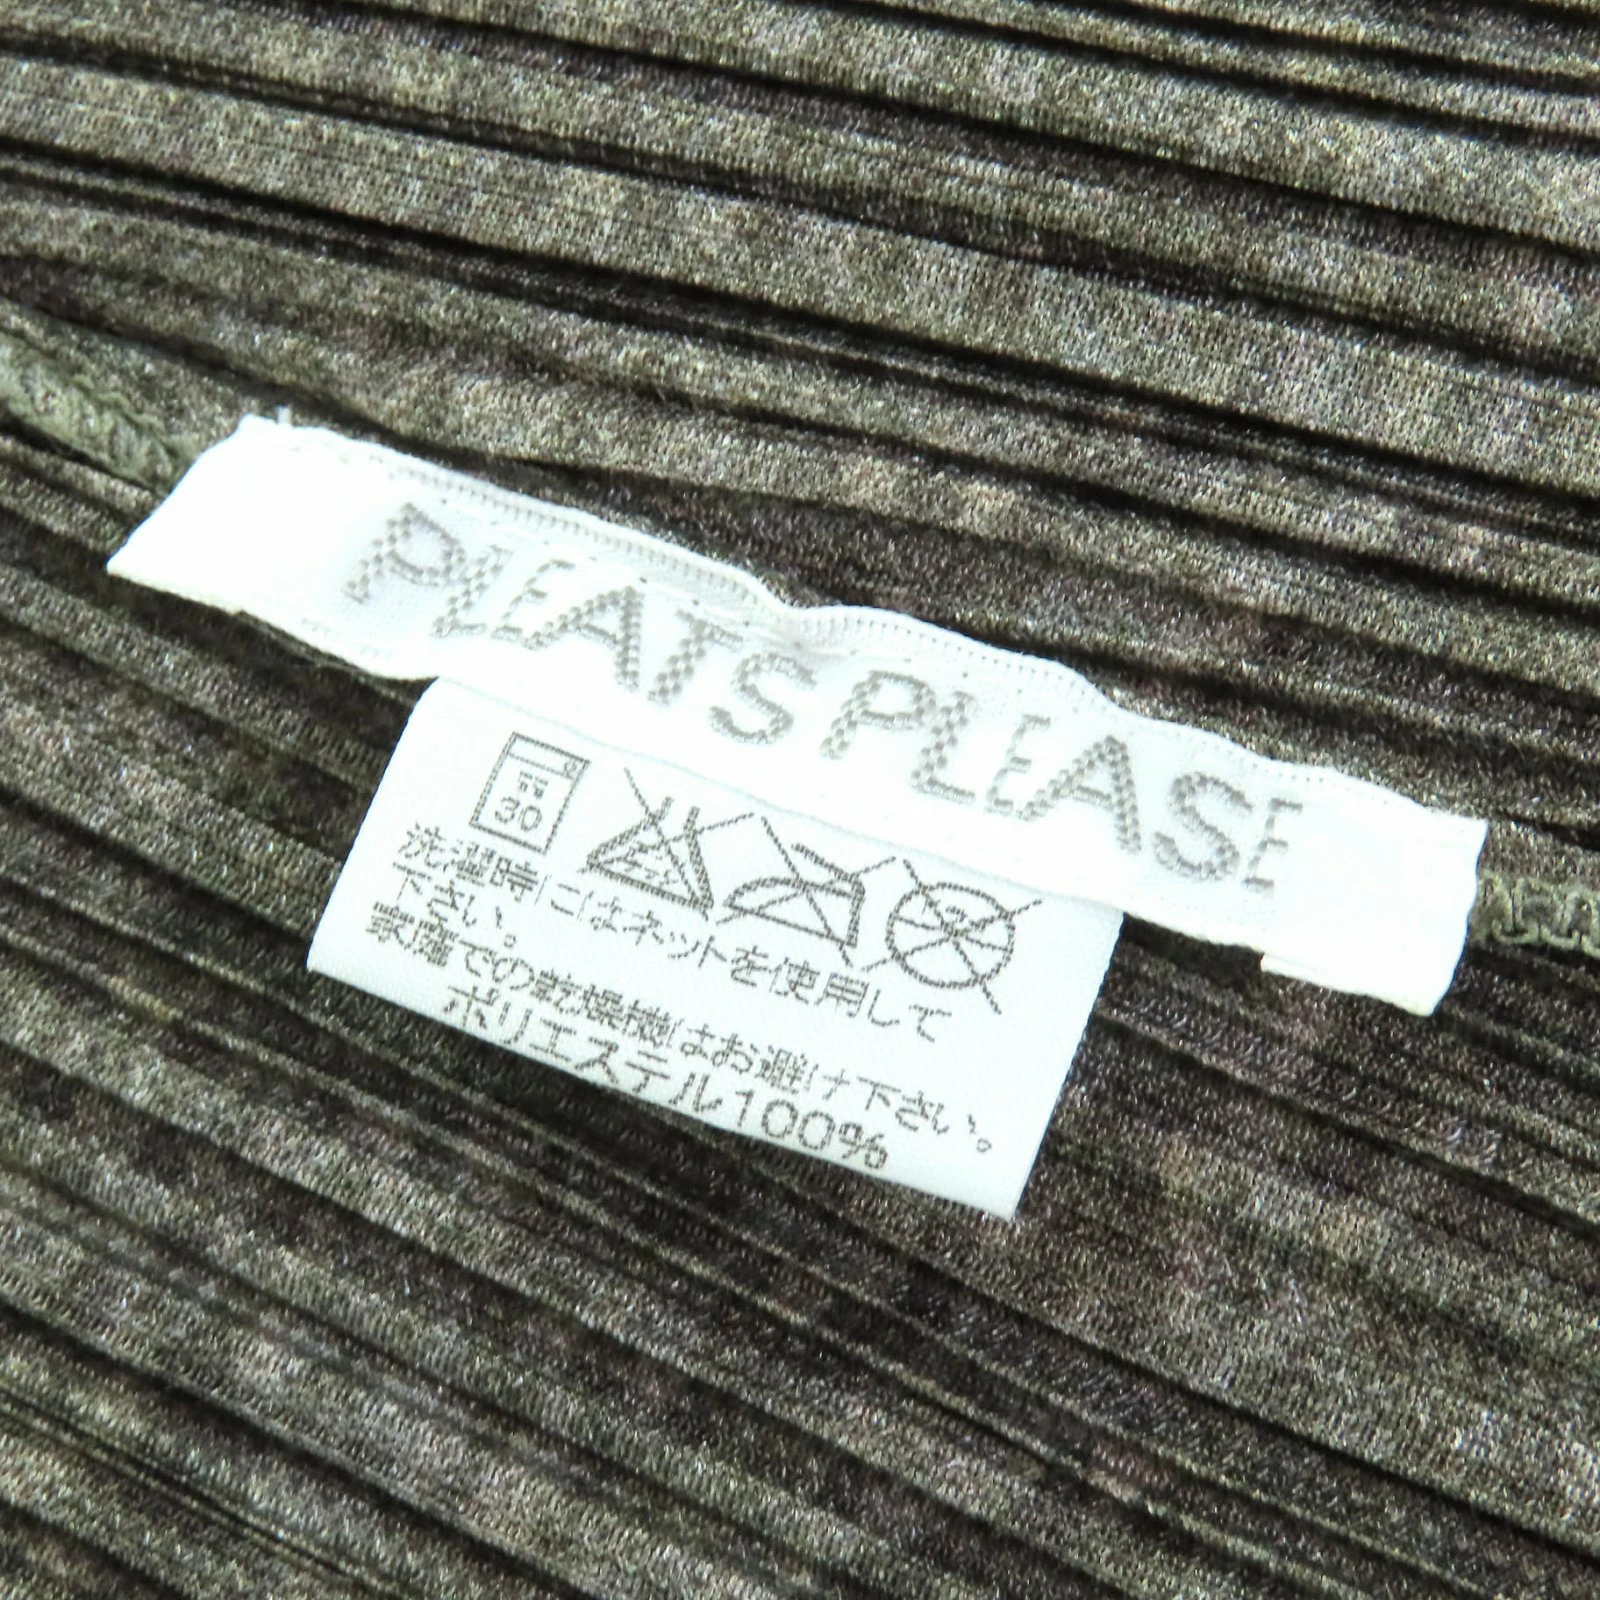 PLEATS PLEASE
弱
30
洗濯時にはネットを使用して
下さい。
家庭での乾燥機はお避け下さい。
ポリエステル100%